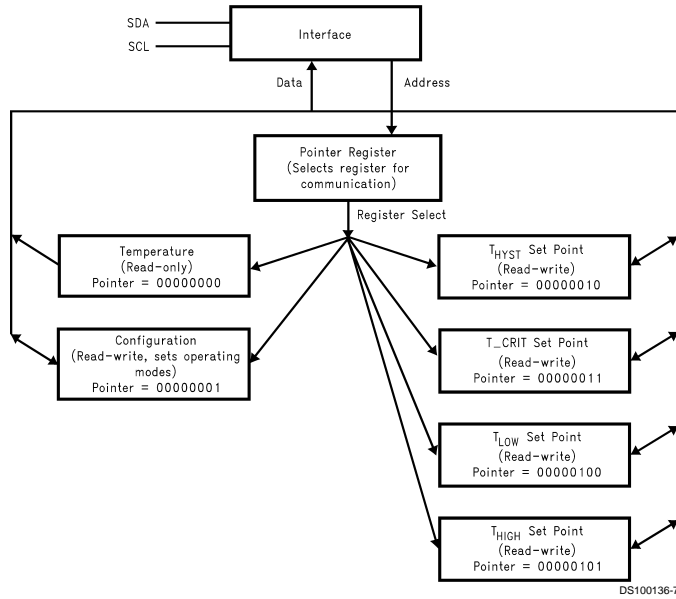 SDA
SCL
Interface
Data
Address
Pointer Register
(Selects register for
communication)
Register Select
Temperature
(Read-only)
Pointer = 00000000
Configuration
(Read-write, sets operating
modes)
Pointer = 00000001
THYST Set Point
(Read-write)
Pointer = 00000010
T_CRIT Set Point
(Read-write)
Pointer = 00000011
TLOW Set Point
(Read-write)
Pointer = 00000100
THIGH Set Point
(Read-write)
Pointer = 00000101
DS100136-7